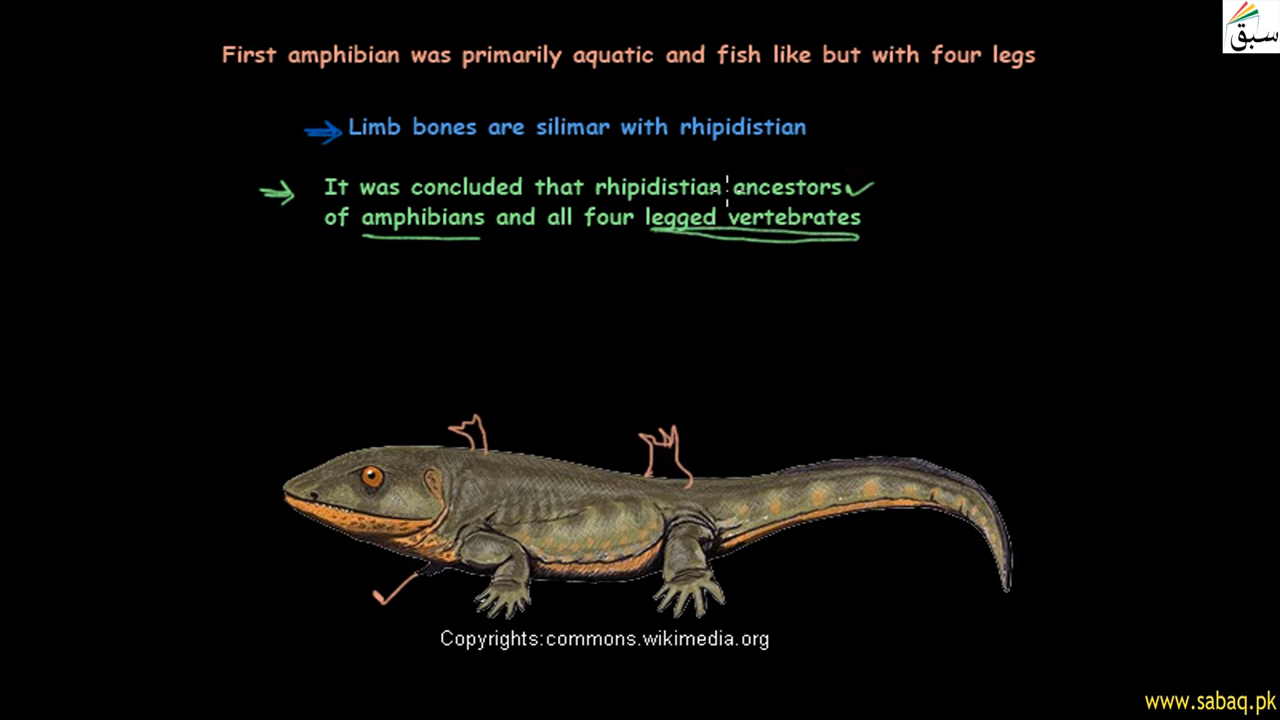 سبق
First amphibian was primarily aquatic and fish like but with four legs
Limb bones are silimar with rhipidistian
It was concluded that rhipidistian ancestors
of amphibians and all four legged vertebrates
Copyrights:commons.wikimedia.org
www.sabaq.pk